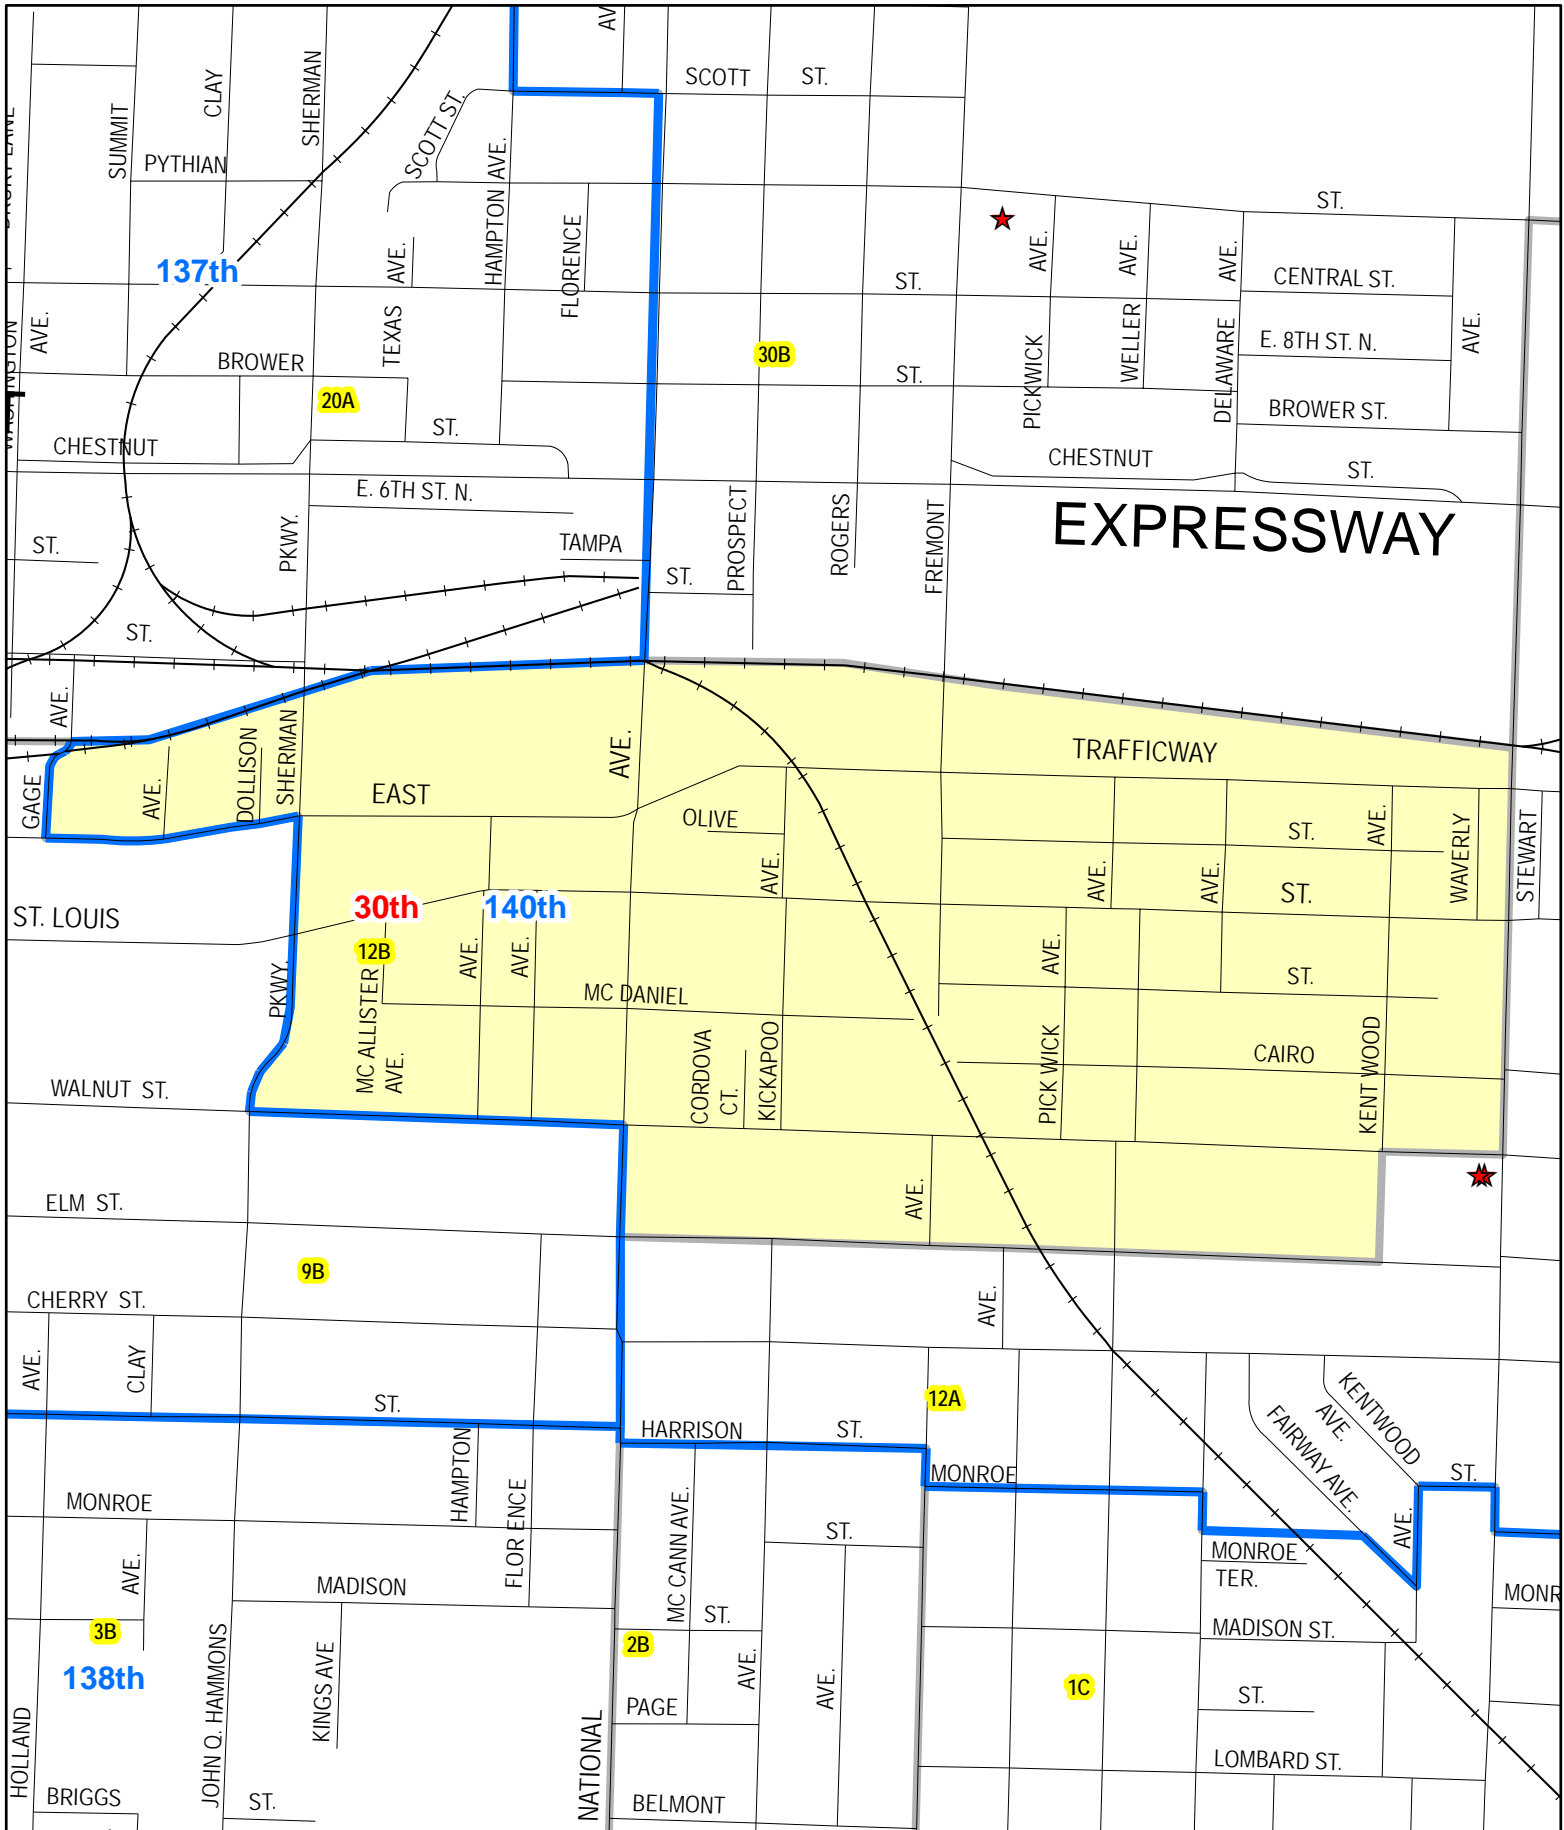 AV
SCOTT ST.
CLAY
SHERMAN
SUMMIT
SCOTT ST.
PYTHIAN
HAMPTON AVE.
ST.
FLORENCE
AVE.
AVE.
AVE.
AVE.
137th
ST.
CENTRAL ST.
AVE.
TEXAS
PICKWICK
WELLER
DELAWARE
AVE.
E. 8TH ST. N.
30B
BROWER
ST.
20A
BROWER ST.
ST.
CHESTNUT
CHESTNUT
ST.
E. 6TH ST. N.
PROSPECT
ROGERS
FREMONT
EXPRESSWAY
PKWY.
ST.
TAMPA
ST.
ST.
AVE.
DOLLISON
SHERMAN
AVE.
TRAFFICWAY
GAGE
AVE.
EAST
OLIVE
AVE.
ST.
AVE.
WAVERLY
STEWART
AVE.
AVE.
ST.
ST. LOUIS
30th
140th
12B
AVE.
AVE.
AVE.
PKWY.
MC ALLISTER
AVE.
MC DANIEL
ST.
CORDOVA
CT.
KICKAPOO
PICK WICK
CAIRO
KENT WOOD
WALNUT ST.
ELM ST.
AVE.
9B
CHERRY ST.
AVE.
AVE.
CLAY
12A
KENTWOOD
AVE.
FAIRWAY AVE.
ST.
HARRISON
ST.
HAMPTON
MONROE
ST.
MONROE
FLOR ENCE
MC CANN AVE.
ST.
AVE.
AVE.
MONROE
TER.
MADISON
MONR
ST.
3B
2B
MADISON ST.
138th
JOHN Q. HAMMONS
KINGS AVE
AVE.
AVE.
1C
HOLLAND
PAGE
ST.
NATIONAL
LOMBARD ST.
BRIGGS
ST.
BELMONT